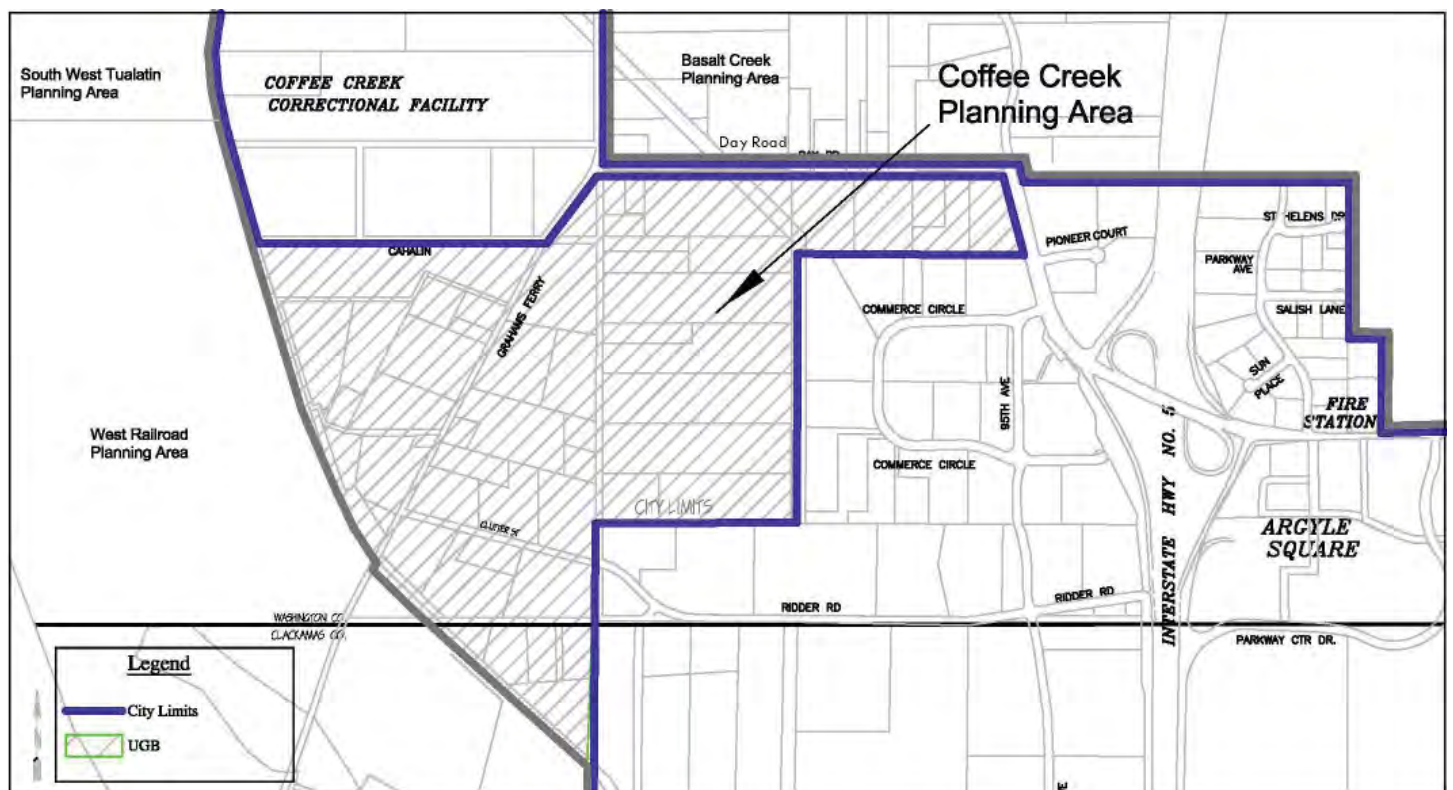 South West Tualatin
Planning Area
COFFEE CREEK
CORRECTIONAL FACILITY
Basalt Creek
Planning Area
Coffee Creek
Planning Area
Day Road
ST HELENS DR
PIONEER COURT
PARKWAY
AVE
CAHALIN
GRAHAMS FERRY
COMMERCE CIRCLE
SALISH LANE
SUN
PLACE
95TH AVE
FIRE
STATION
West Railroad
Planning Area
COMMERCE CIRCLE
INTERSTATE HWY NO. 5
CITY LIMITS
ARGYLE
SQUARE
RIDDER RD
RIDDER RD
WASHINGTON CO.
CLACKAMAS CO.
PARKWAY CTR DR.
Legend
City Limits
UGB